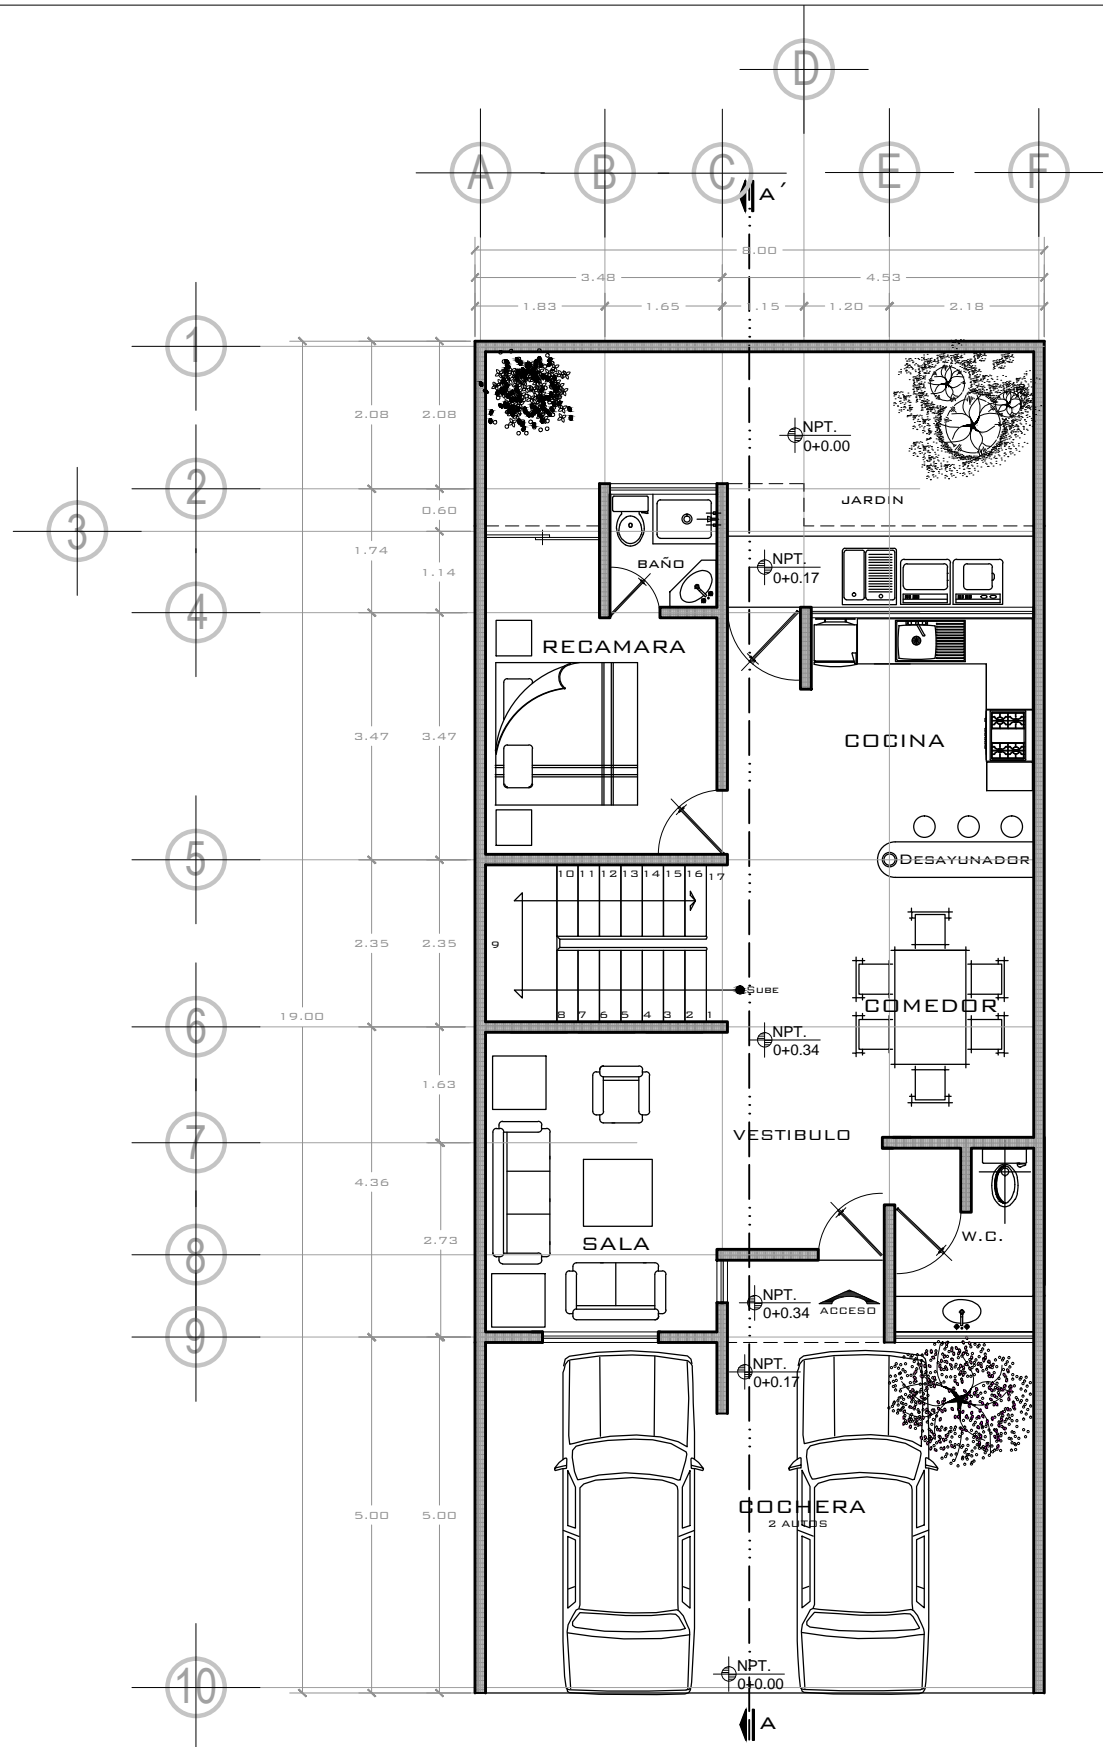 D
A B C E F
A´
8.00
3.48 4.53
1.83 1.65 1.15 1.20 2.18
1
2.08 2.08
NPT.
0+0.00
2
JARDIN
0.60
3
1.74
BAÑO
NPT.
0+0.17
1.14
4
RECAMARA
3.47 3.47
COCINA
5
DESAYUNADOR
10 11 12 13 14 15 16 17
2.35 2.35
9
SUBE
COMEDOR
8 7 6 5 4 3 2 1
19.00
6
NPT.
0+0.34
1.63
7
VESTIBULO
4.36
W.C.
2.73
SALA
8
NPT.
0+0.34
ACCESO
9
NPT.
0+0.17
COCHERA
2 AUTOS
5.00 5.00
NPT.
0+0.00
10
A